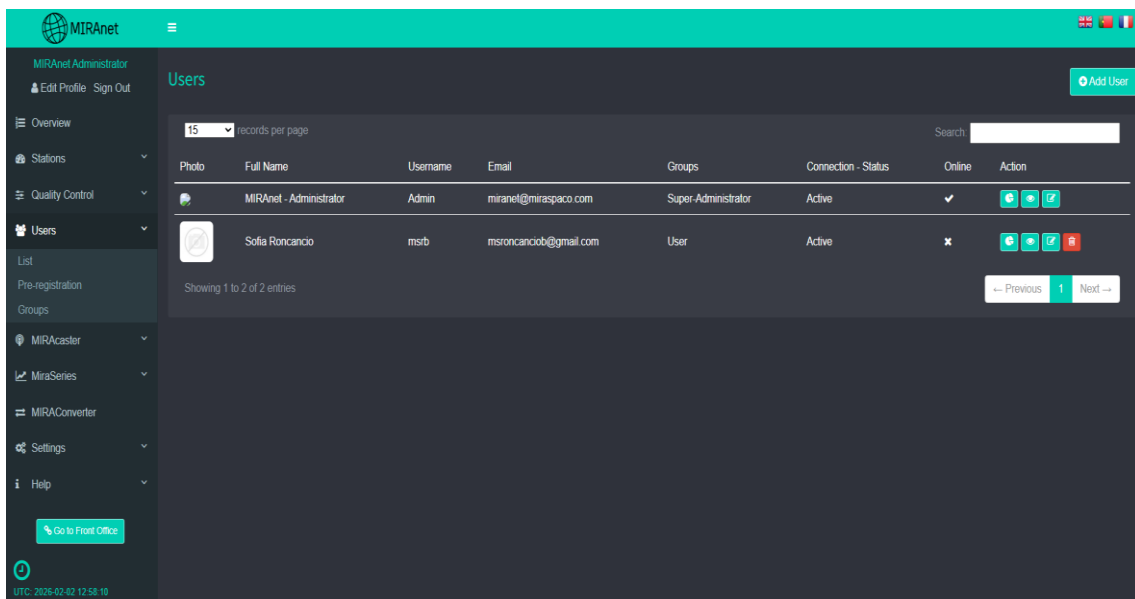 MIRAnet
MIRAnet Administrator
Edit Profile Sign Out
Overview
Stations
Quality Control
Users
List
Pre-registration
Groups
MIRAcaster
MiraSeries
MIRAConverter
Settings
Help
Go to Front Office
UTC: 2026-02-02 12:58:10
Users
Add User
15 records per page
Search:
Photo Full Name Username Email Groups Connection - Status Online Action
MIRAnet - Administrator Admin miranet@miraspaco.com Super-Administrator Active
Sofia Roncancio msrb msroncanciob@gmail.com User Active
Showing 1 to 2 of 2 entries
← Previous 1 Next →